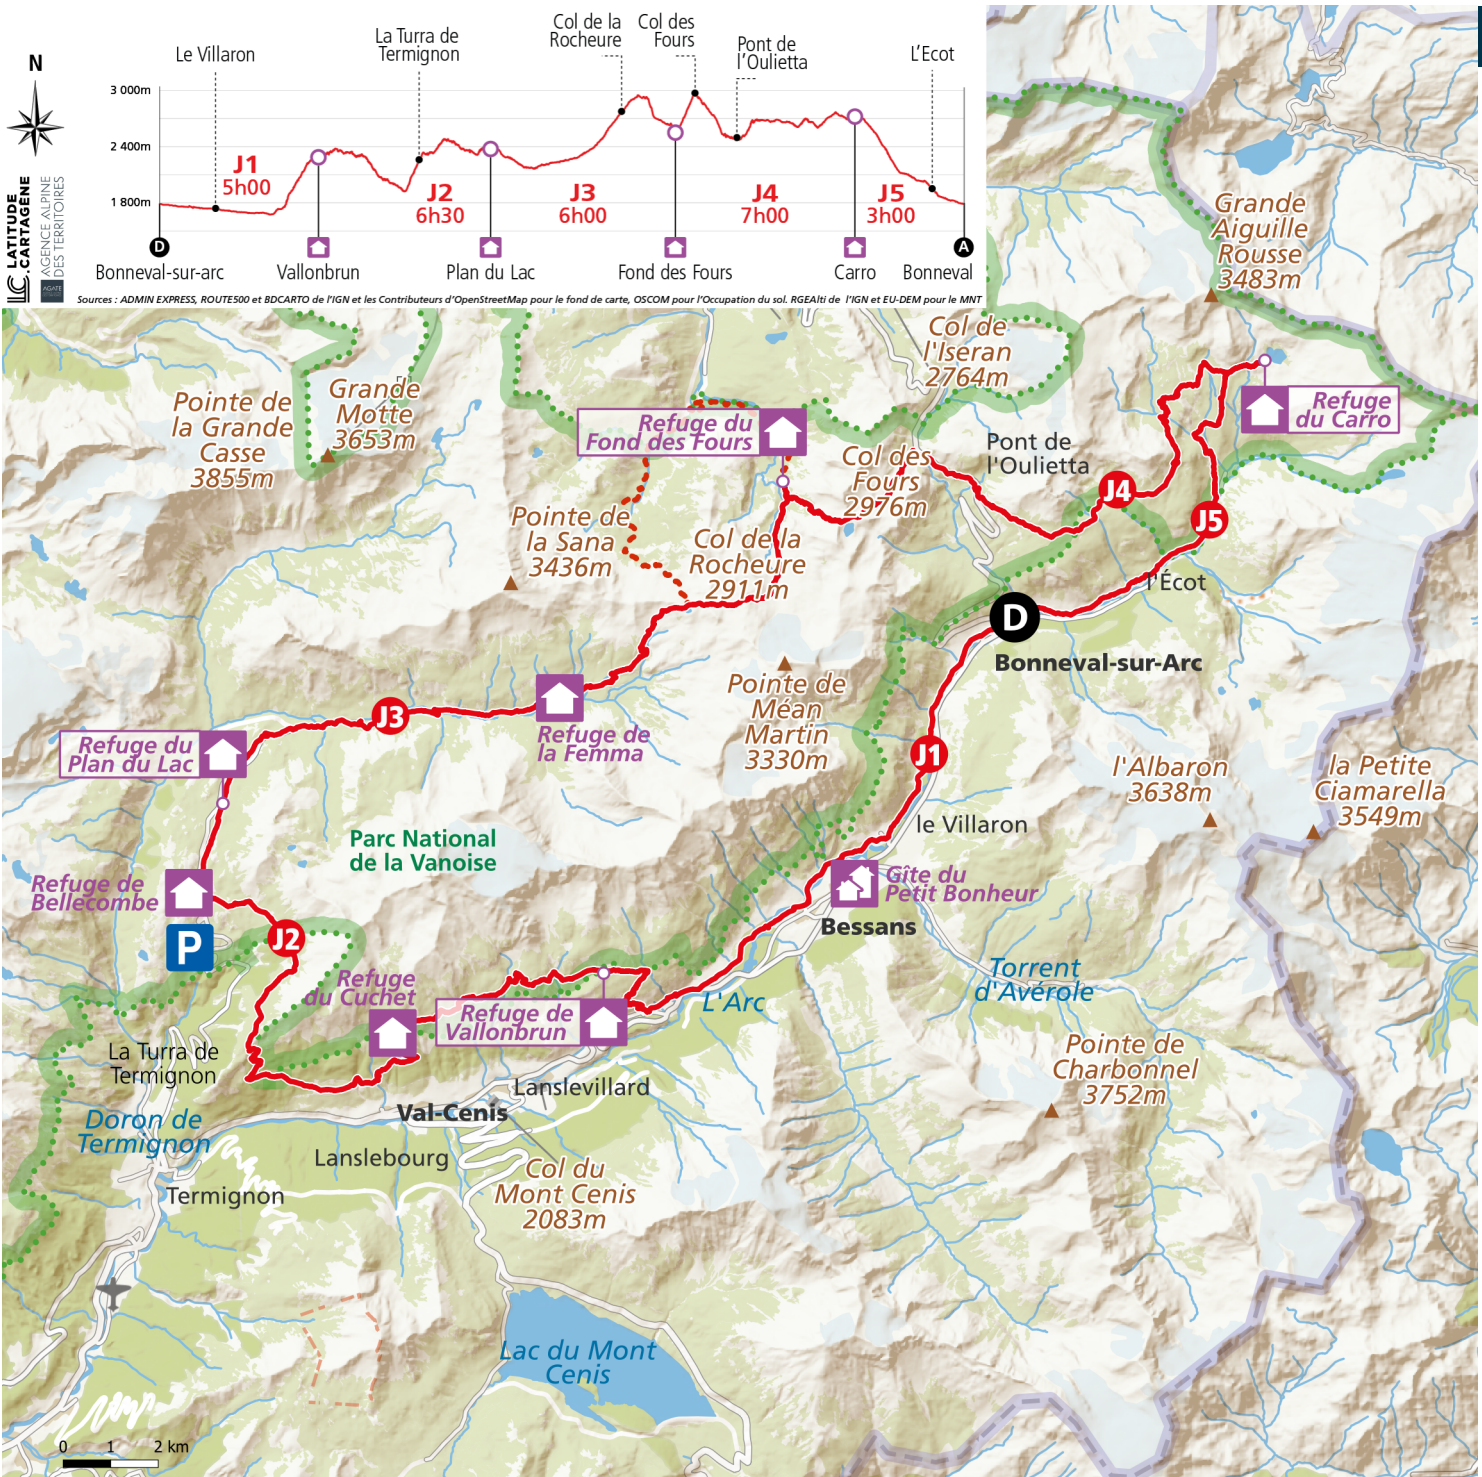 N
LATITUDE
CARTAGÈNE
AGENCE ALPINE
DES TERRITOIRES
AGATE
Le Villaron
La Turra de
Termignon
Col de la
Rocheure
Col des
Fours
Pont de
l'Oulietta
L'Ecot
3 000m
2 400m
1 800m
J1
5h00
J2
6h30
J3
6h00
J4
7h00
J5
3h00
D
A
Bonneval-sur-arc
Vallonbrun
Plan du Lac
Fond des Fours
Carro
Bonneval
Sources : ADMIN EXPRESS, ROUTE500 et BDCARTO de l'IGN et les Contributeurs d'OpenStreetMap pour le fond de carte, OSCOM pour l'Occupation du sol. RGEAlti de l'IGN et EU-DEM pour le MNT
Grande
Aiguille
Rousse
3483m
Col de
l'Iseran
2764m
Pointe de
la Grande
Casse
3855m
Grande
Motte
3653m
Refuge du
Fond des Fours
Refuge
du Carro
Pont de
l'Oulietta
Col des
Fours
2976m
J4
J5
Pointe de
la Sana
3436m
Col de la
Rocheure
2911m
l'Écot
D
Bonneval-sur-Arc
Pointe de
Méan
Martin
3330m
J3
Refuge de
la Femma
Refuge du
Plan du Lac
J1
l'Albaron
3638m
la Petite
Ciamarella
3549m
le Villaron
Parc National
de la Vanoise
Refuge de
Bellecombe
Gîte du
Petit Bonheur
Bessans
P
J2
Refuge
du Cuchet
Refuge de
Vallonbrun
L'Arc
Torrent
d'Avérole
La Turra de
Termignon
Pointe de
Charbonnel
3752m
Lanslevillard
Val-Cenis
Doron de
Termignon
Lanslebourg
Col du
Mont Cenis
2083m
Termignon
Lac du Mont
Cenis
0 1 2 km